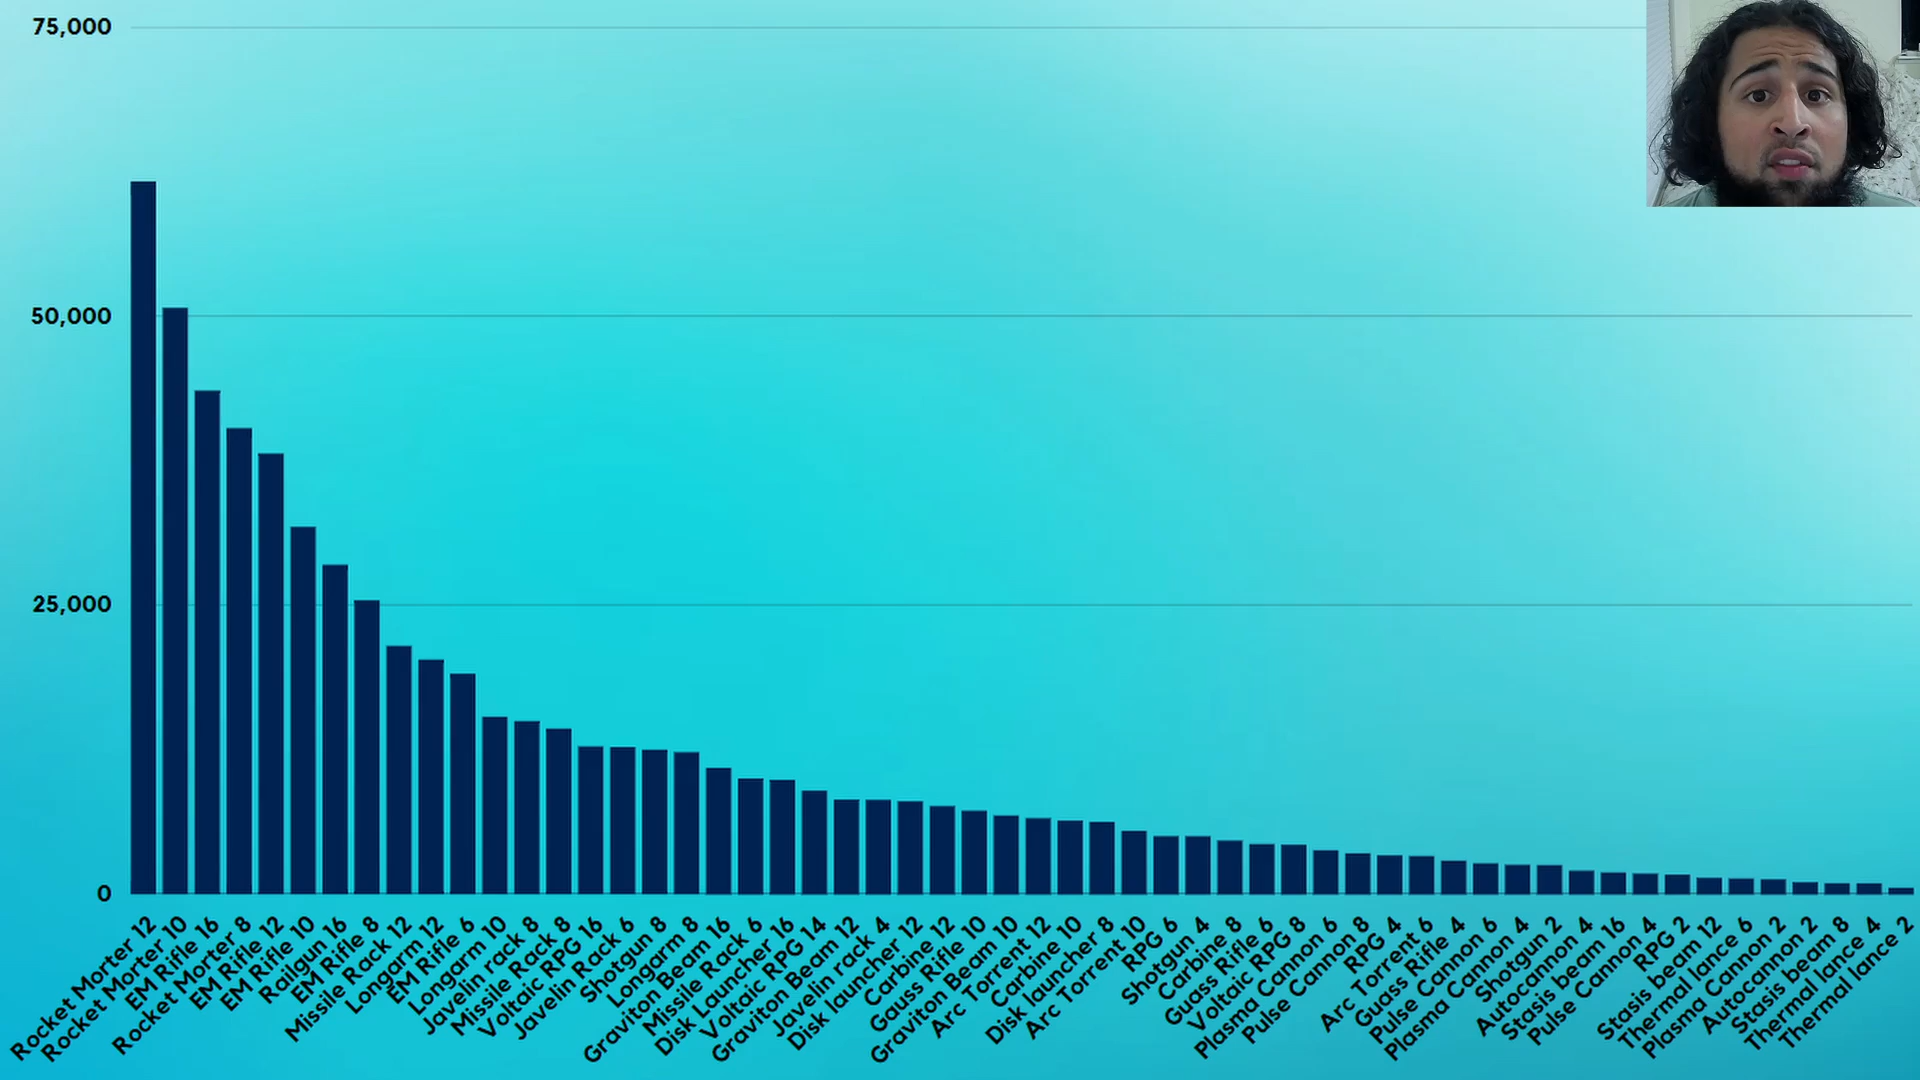 75,000
50,000
25,000
0
Rocket Morter 12
Rocket Morter 10
EM Rifle 16
Rocket Morter 8
EM Rifle 12
EM Rifle 10
Railgun 16
EM Rifle 8
Missile Rack 12
Longarm 12
EM Rifle 6
Longarm 10
Javelin rack 8
Missile Rack 8
Voltaic RPG 16
Javelin Rack 6
Shotgun 8
Longarm 8
Graviton Beam 16
Missile Rack 6
Disk Launcher 16
Voltaic RPG 14
Graviton Beam 12
Javelin rack 4
Disk launcher 12
Carbine 12
Gauss Rifle 10
Graviton Beam 10
Arc Torrent 12
Carbine 10
Disk launcher 8
Arc Torrent 10
RPG 6
Shotgun 4
Carbine 8
Guass Rifle 6
Voltaic RPG 8
Plasma Cannon 6
Pulse Cannon 8
RPG 4
Arc Torrent 6
Guass Rifle 4
Pulse Cannon 6
Plasma Cannon 4
Shotgun 2
Autocannon 4
Stasis beam 16
Pulse Cannon 4
RPG 2
Stasis beam 12
Thermal lance 6
Plasma Cannon 2
Autocannon 2
Stasis beam 8
Thermal lance 4
Thermal lance 2